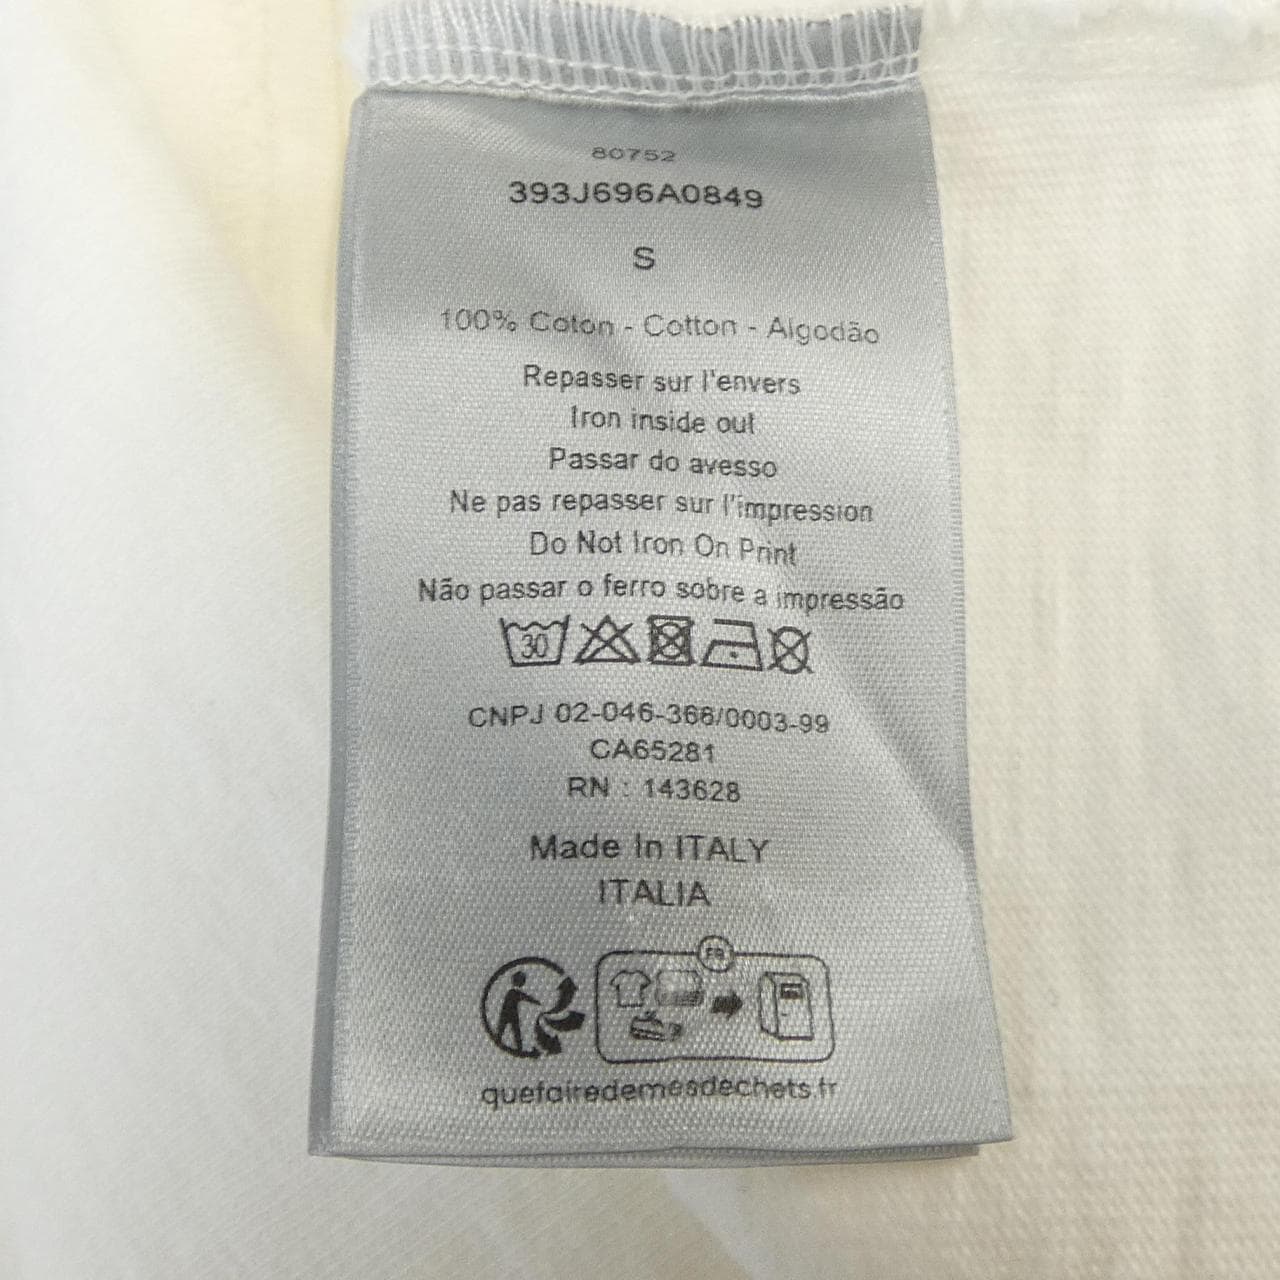 80752
393J696A0849
S
100% Coton - Cotton - Algodão
Repasser sur l'envers
Iron inside out
Passar do avesso
Ne pas repasser sur l'impression
Do Not Iron On Print
Não passar o ferro sobre a impressão
30
CNPJ 02-046-368/0003-99
CA65281
RN : 143628
Made In ITALY
ITALIA
FR
quefairedemesdechets.fr